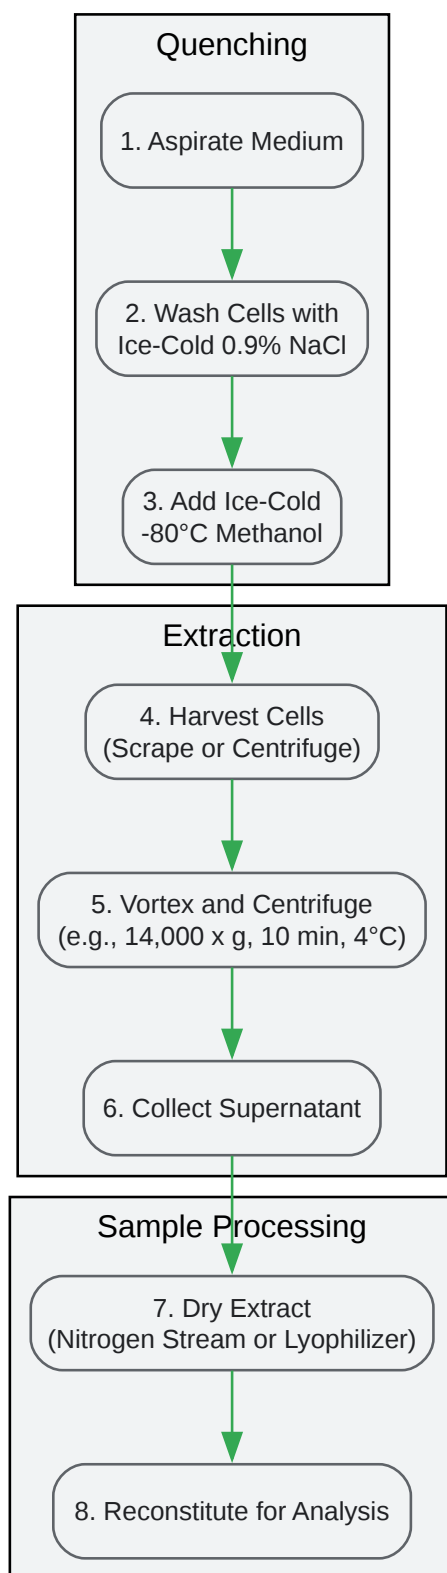 Quenching
1. Aspirate Medium
2. Wash Cells with
Ice-Cold 0.9% NaCl
3. Add Ice-Cold
-80°C Methanol
Extraction
4. Harvest Cells
(Scrape or Centrifuge)
5. Vortex and Centrifuge
(e.g., 14,000 x g, 10 min, 4°C)
6. Collect Supernatant
Sample Processing
7. Dry Extract
(Nitrogen Stream or Lyophilizer)
8. Reconstitute for Analysis